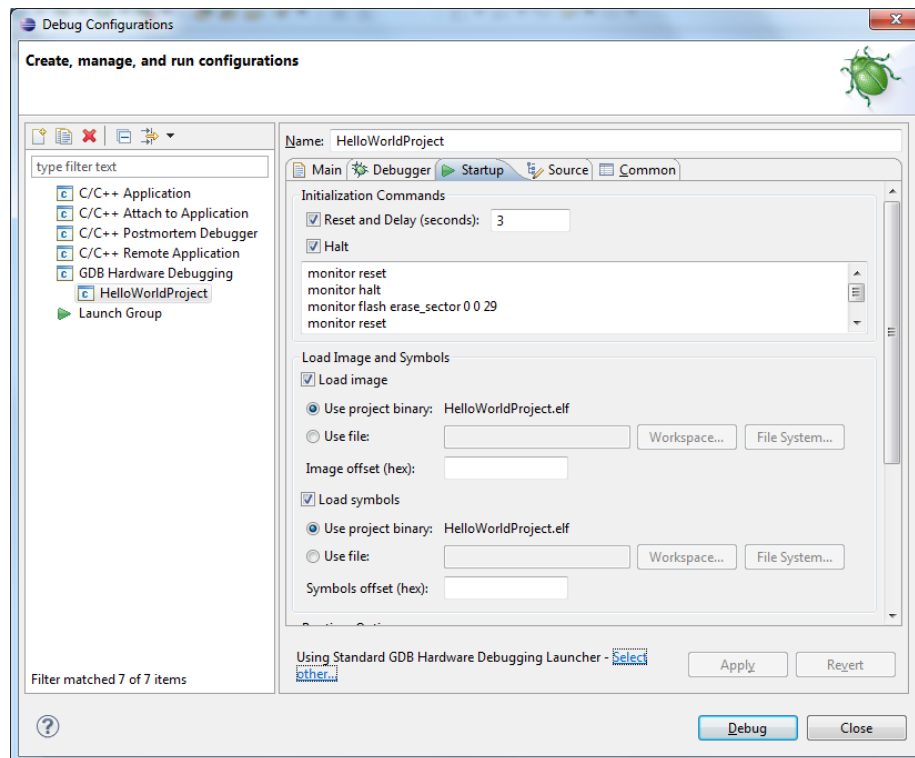 Debug Configurations
Create, manage, and run configurations
type filter text
C/C++ Application
C/C++ Attach to Application
C/C++ Postmortem Debugger
C/C++ Remote Application
GDB Hardware Debugging
HelloWorldProject
Launch Group
Filter matched 7 of 7 items
Name: HelloWorldProject
Main Debugger Startup Source Common
Initialization Commands
Reset and Delay (seconds): 3
Halt
monitor reset
monitor halt
monitor flash erase_sector 0 0 29
monitor reset
Load Image and Symbols
Load image
Use project binary: HelloWorldProject.elf
Use file: Workspace... File System...
Image offset (hex):
Load symbols
Use project binary: HelloWorldProject.elf
Use file: Workspace... File System...
Symbols offset (hex):
Using Standard GDB Hardware Debugging Launcher - Select
other...
Apply Revert
Debug Close